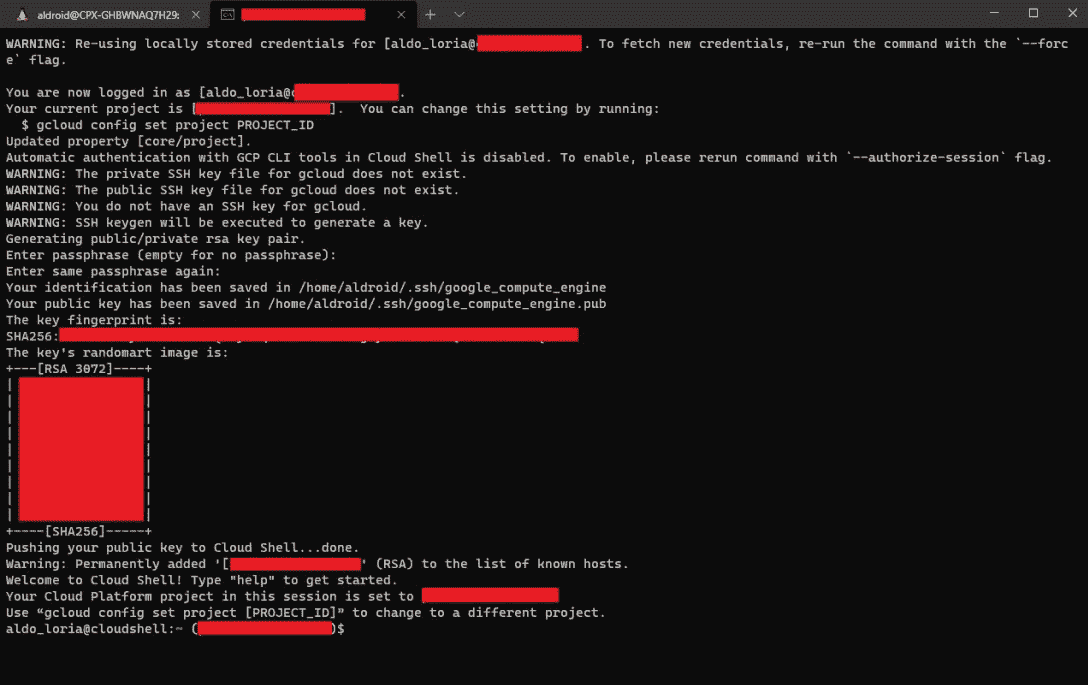 aldroid@CPX-GHBWNAQ7H29:
WARNING: Re-using locally stored credentials for [aldo_loria@ . To fetch new credentials, re-run the command with the `--forc
e` flag.
You are now logged in as [aldo_loria@ .
Your current project is [ ].  You can change this setting by running:
$ gcloud config set project PROJECT_ID
Updated property [core/project].
Automatic authentication with GCP CLI tools in Cloud Shell is disabled. To enable, please rerun command with `--authorize-session` flag.
WARNING: The private SSH key file for gcloud does not exist.
WARNING: The public SSH key file for gcloud does not exist.
WARNING: You do not have an SSH key for gcloud.
WARNING: SSH keygen will be executed to generate a key.
Generating public/private rsa key pair.
Enter passphrase (empty for no passphrase):
Enter same passphrase again:
Your identification has been saved in /home/aldroid/.ssh/google_compute_engine
Your public key has been saved in /home/aldroid/.ssh/google_compute_engine.pub
The key fingerprint is:
SHA256:
The key's randomart image is:
+---[RSA 3072]----+
+----[SHA256]-----+
Pushing your public key to Cloud Shell...done.
Warning: Permanently added '[ ' (RSA) to the list of known hosts.
Welcome to Cloud Shell! Type "help" to get started.
Your Cloud Platform project in this session is set to
Use “gcloud config set project [PROJECT_ID]” to change to a different project.
aldo_loria@cloudshell:~ ( )$